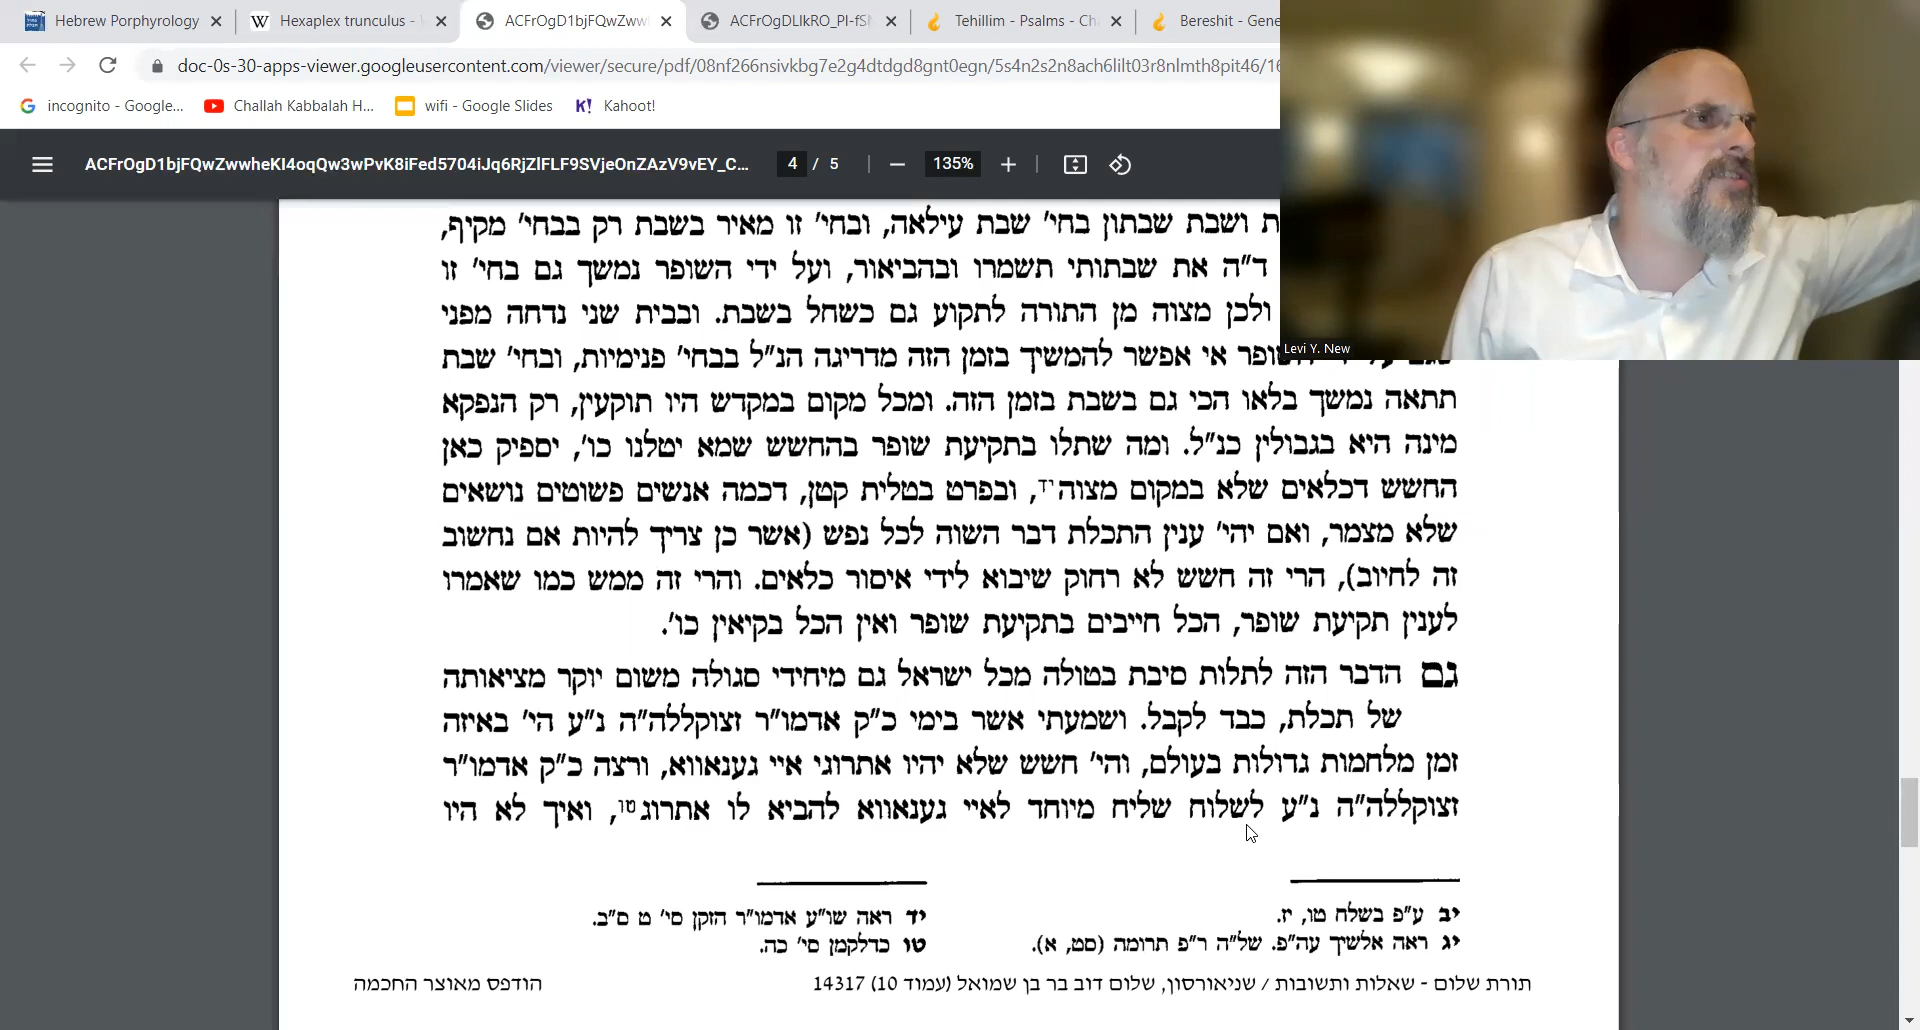 Hebrew Porphyrology
Hexaplex trunculus -
ACFrOgD1bjFQwZww
ACFrOgDLIkRO_PI-fSN
Tehillim - Psalms - Ch
Bereshit - Gene
doc-0s-30-apps-viewer.googleusercontent.com/viewer/secure/pdf/08nf266nsivkbg7e2g4dtdgd8gnt0egn/5s4n2s2n8ach6lilt03r8nlmth8pit46/16
incognito - Google...
Challah Kabbalah H...
wifi - Google Slides
K! Kahoot!
ACFrOgD1bjFQwZwwheKI4oqQw3wPvK8iFed5704iJq6RjZlFLF9SVjeOnZAzV9vEY_C...
4 / 5
135%
Levi Y. New
ת ושבת שבתון בחי' שבת עילאה, ובחי' זו מאיר בשבת רק בבחי' מקיף,
ד"ה את שבתותי תשמרו ובהביאור, ועל ידי השופר נמשך גם בחי' זו
ולכן מצוה מן התורה לתקוע גם כשחל בשבת. ובבית שני נדחה מפני
אי אפשר להמשיך בזמן הזה מדריגה הנ"ל בבחי' פנימיות, ובחי' שבת
תתאה נמשך בלאו הכי גם בשבת בזמן הזה. ומכל מקום במקדש היו תוקעין, רק הנפקא
מינה היא בגבולין כנ"ל. ומה שתלו בתקיעת שופר בהחשש שמא יטלנו כו', יספיק כאן
החשש דכלאים שלא במקום מצוהיד, ובפרט בטלית קטן, דכמה אנשים פשוטים נושאים
שלא מצמר, ואם יהי' ענין התכלת דבר השוה לכל נפש (אשר כן צריך להיות אם נחשוב
זה לחיוב), הרי זה חשש לא רחוק שיבוא לידי איסור כלאים. והרי זה ממש כמו שאמרו
לענין תקיעת שופר, הכל חייבים בתקיעת שופר ואין הכל בקיאין כו'.
גם הדבר הזה לתלות סיבת בטולה מכל ישראל גם מיחידי סגולה משום יוקר מציאותה
של תכלת, כבד לקבל. ושמעתי אשר בימי כ"ק אדמו"ר זצוקללה"ה נ"ע הי' באיזה
זמן מלחמות גדולות בעולם, והי' חשש שלא יהיו אתרוגי איי גענאווא, ורצה כ"ק אדמו"ר
זצוקללה"ה נ"ע לשלוח שליח מיוחד לאיי גענאווא להביא לו אתרוגטו, ואיך לא היו
יב ע"פ בשלח טו, יז.
יג ראה אלשיך עה"פ. של"ה ר"פ תרומה (סט, א).
יד ראה שו"ע אדמו"ר הזקן סי' ט ס"ב.
טו כדלקמן סי' כה.
תורת שלום - שאלות ותשובות / שניאורסון, שלום דוב בר בן שמואל (עמוד 10) 14317
הודפס מאוצר החכמה